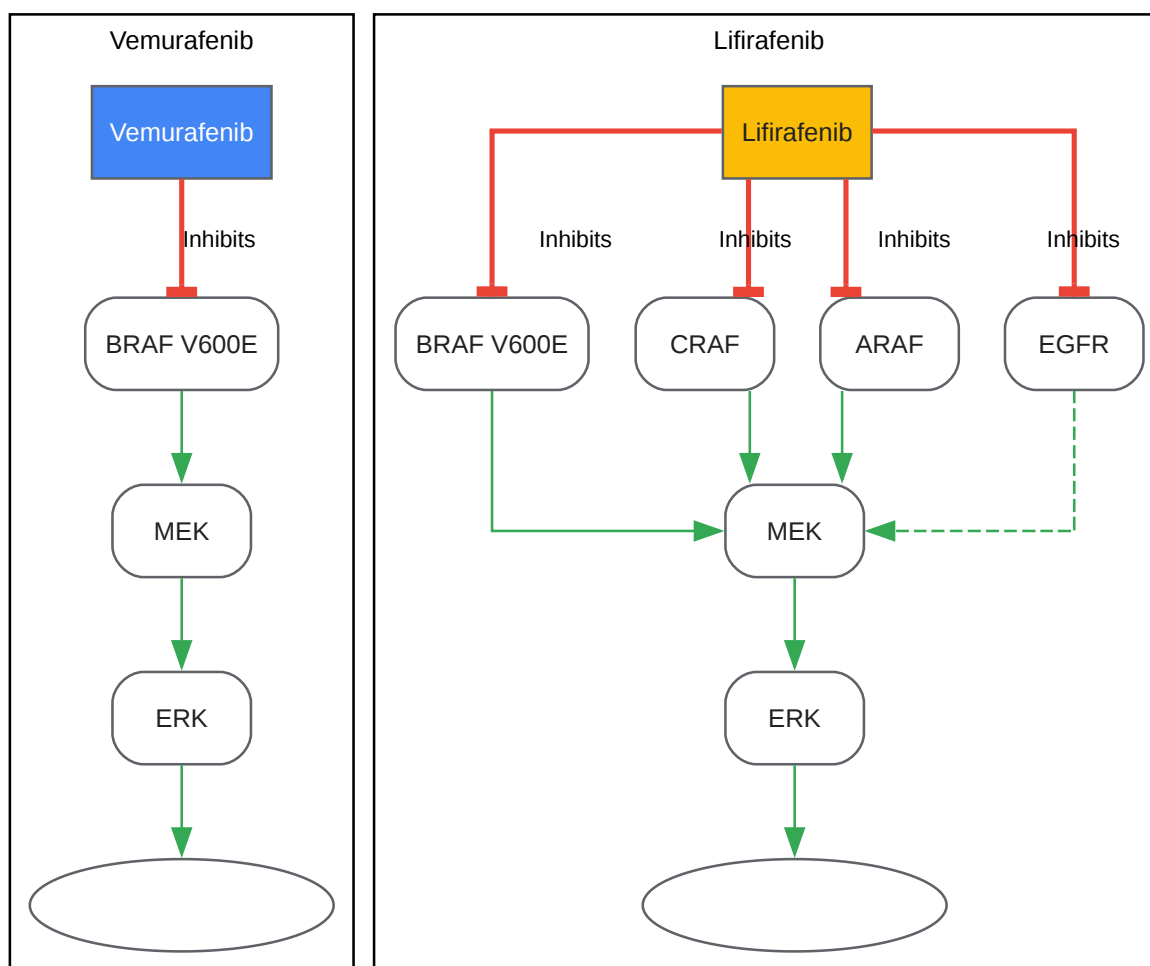 Vemurafenib
Vemurafenib
Inhibits
BRAF V600E
MEK
ERK
Lifirafenib
Lifirafenib
Inhibits
Inhibits
Inhibits
Inhibits
BRAF V600E
CRAF
ARAF
EGFR
MEK
ERK